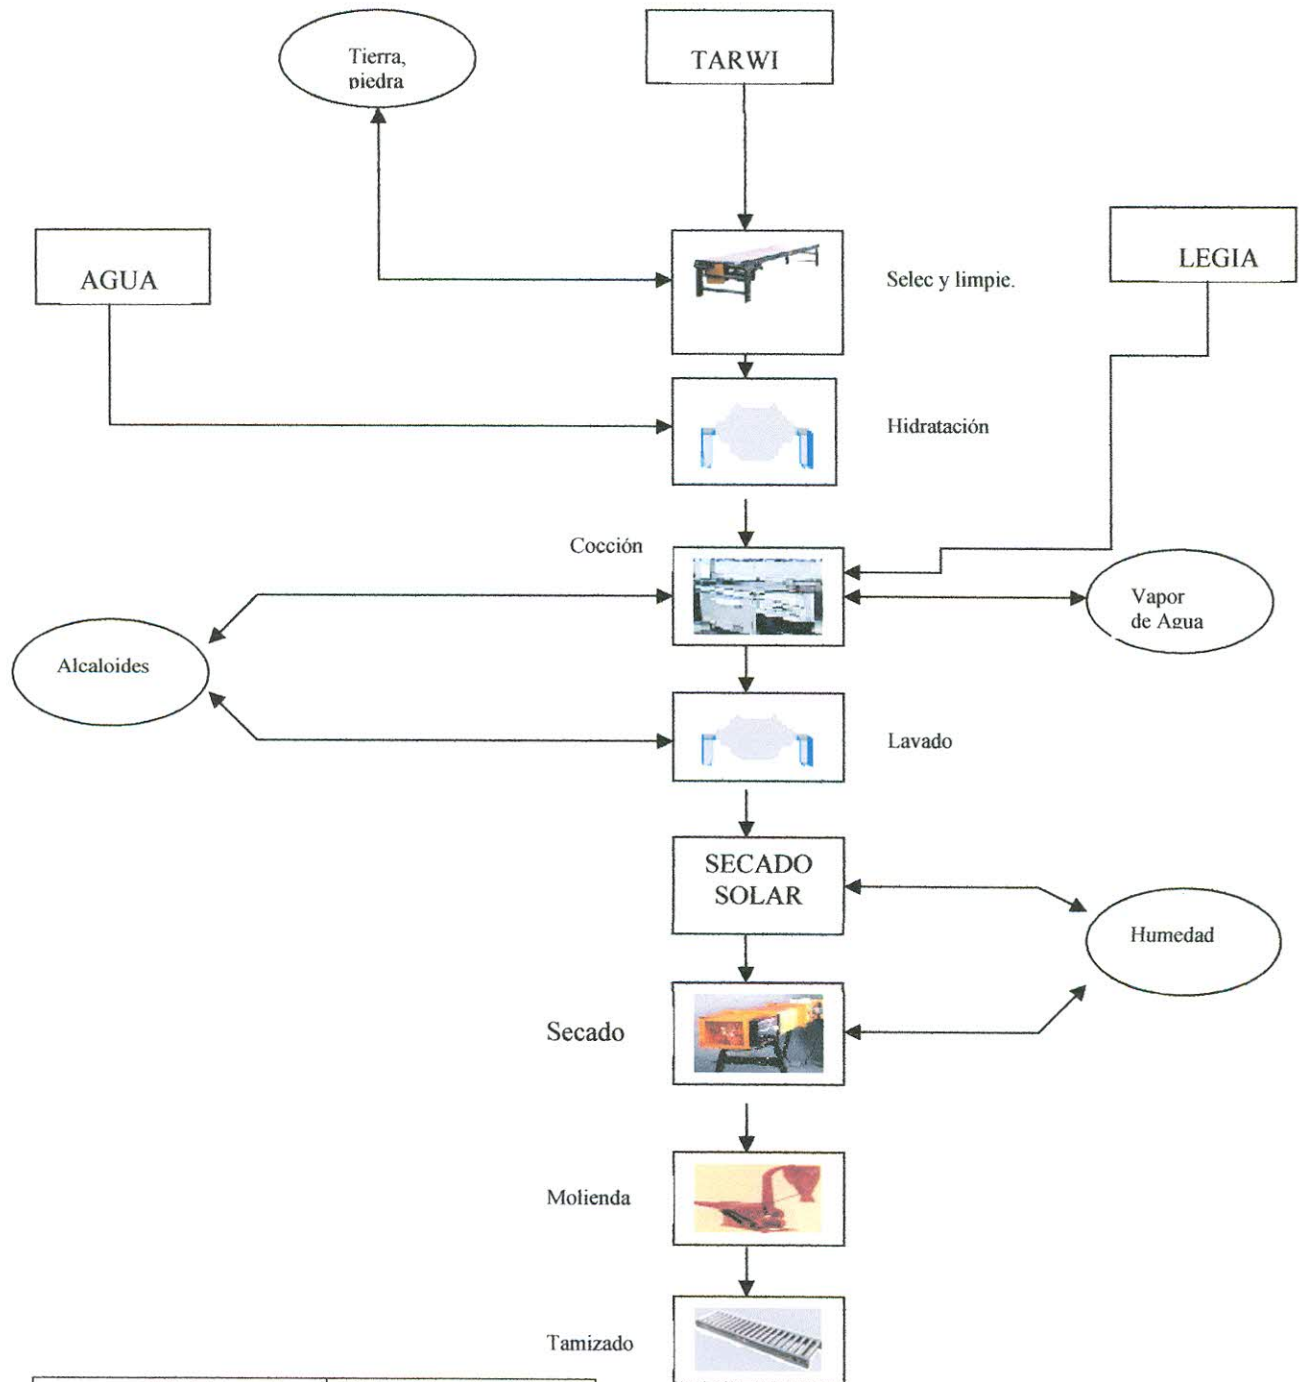 Tierra,
piedra
TARWI
AGUA
LEGIA
Selec y limpie.
Hidratación
Cocción
Vapor
de Agua
Alcaloides
Lavado
SECADO
SOLAR
Humedad
Secado
Molienda
Tamizado